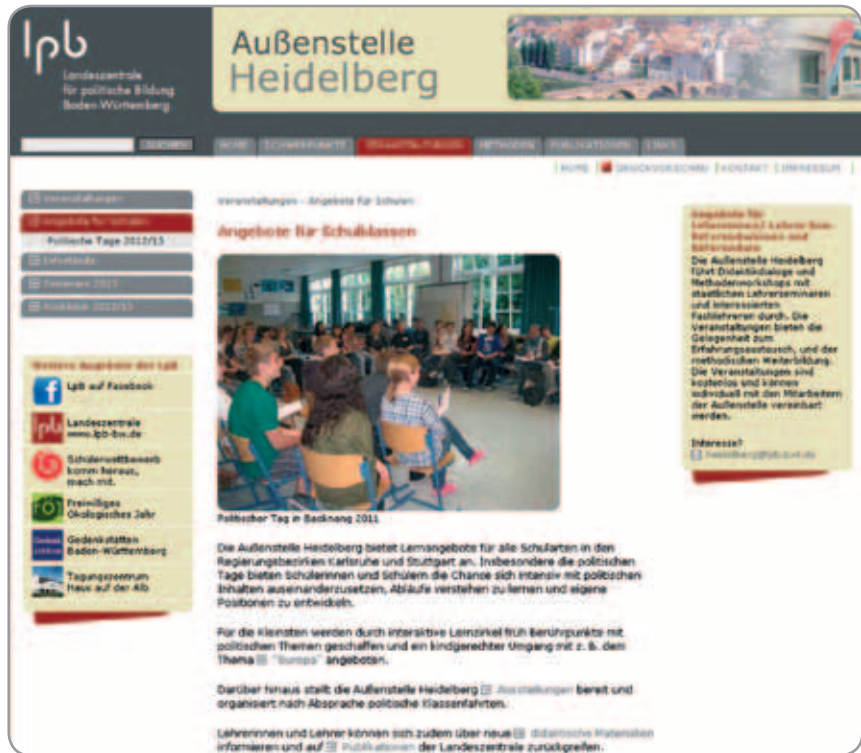 lpb
Landeszentrale
für politische Bildung
Baden-Württemberg
Außenstelle
Heidelberg
SUCHEN
HOME
SCHWERPUNKTE
VERANSTALTUNGEN
METHODEN
PUBLIKATIONEN
LINKS
HOME
DRUCKVORSCHAU
KONTAKT
IMPRESSUM
Veranstaltungen
Angebote für Schulen
Politische Tage 2012/13
Weitere Angebote der LpB
LpB auf Facebook
lpb
Landeszentrale
www.lpb-bw.de
Schülerwettbewerb
komm heraus,
mach mit.
Freiwilliges
Ökologisches Jahr
Gedenkstätten
Baden-Württemberg
Tagungszentrum
Haus auf der Alb
Veranstaltungen - Angebote für Schulen
Angebote für Schulklassen
Politischer Tag in Backnang 2011
Die Außenstelle Heidelberg bietet Lernangebote für alle Schularten in den
Regierungsbezirken Karlsruhe und Stuttgart an. Insbesondere die politischen
Tage bieten Schülerinnen und Schülern die Chance sich intensiv mit politischen
Inhalten auseinanderzusetzen, Abläufe verstehen zu lernen und eigene
Positionen zu entwickeln.
Für die Kleinsten werden durch interaktive Lernzirkel früh Berührpunkte mit
politischen Themen geschaffen und ein kindgerechter Umgang mit z. B. dem
Thema "Europa" angeboten.
Darüber hinaus stellt die Außenstelle Heidelberg Ausstellungen bereit und
organisiert nach Absprache politische Klassenfahrten.
Lehrerinnen und Lehrer können sich zudem über neue didaktische Materialien
informieren und auf Publikationen der Landeszentrale zurückgreifen.
Angebote für
Die Außenstelle Heidelberg
führt Didaktikdialoge und
Methodenworkshops mit
staatlichen Lehrerseminaren
und interessierten
Fachlehrern durch. Die
Veranstaltungen bieten die
Gelegenheit zum
Erfahrungsaustausch, und der
methodischen Weiterbildung.
Die Veranstaltungen sind
kostenlos und können
individuell mit den Mitarbeitern
der Außenstelle vereinbart
werden.
Interesse?